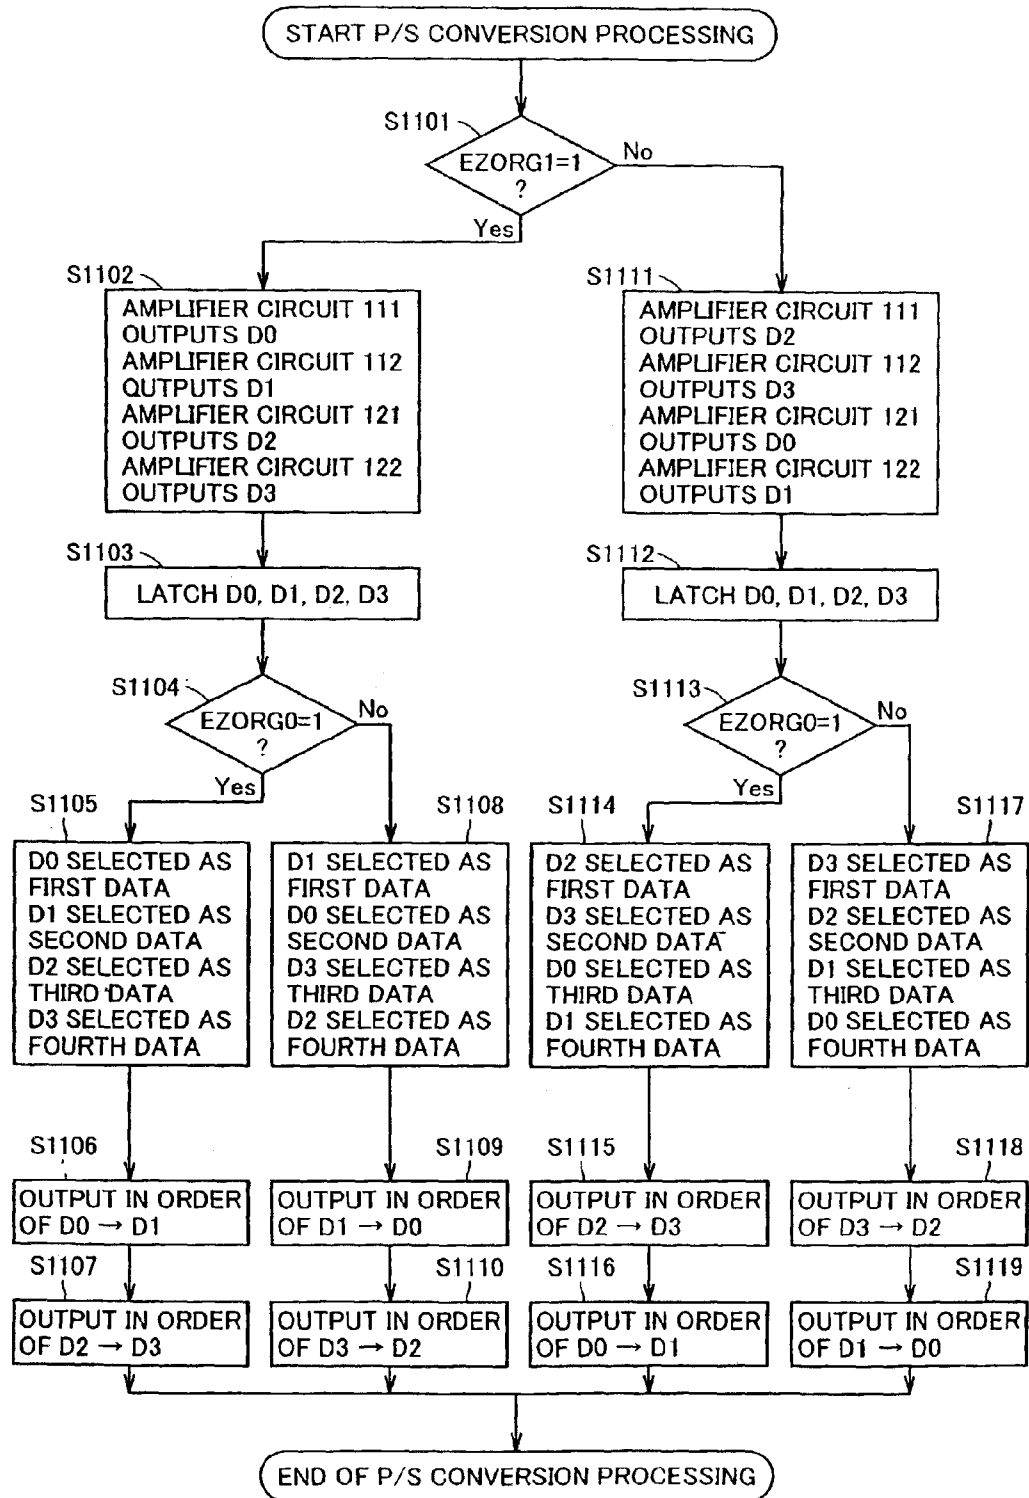 START P/S CONVERSION PROCESSING
S1101
EZORG1=1
?
No
Yes
S1102
AMPLIFIER CIRCUIT 111
OUTPUTS D0
AMPLIFIER CIRCUIT 112
QUTPUTS D1
AMPLIFIER CIRCUIT 121
OUTPUTS D2
AMPLIFIER CIRCUIT 122
OUTPUTS D3
S1111
AMPLIFIER CIRCUIT 111
OUTPUTS D2
AMPLIFIER CIRCUIT 112
OUTPUTS D3
AMPLIFIER CIRCUIT 121
OUTPUTS D0
AMPLIFIER CIRCUIT 122
OUTPUTS D1
S1103
LATCH D0, D1, D2, D3
S1112
LATCH D0, D1, D2, D3
S1104
EZORG0=1
?
No
Yes
S1113
EZORG0=1
?
No
Yes
S1105
D0 SELECTED AS
FIRST DATA
D1 SELECTED AS
SECOND DATA
D2 SELECTED AS
THIRD DATA
D3 SELECTED AS
FOURTH DATA
S1108
D1 SELECTED AS
FIRST DATA
D0 SELECTED AS
SECOND DATA
D3 SELECTED AS
THIRD DATA
D2 SELECTED AS
FOURTH DATA
S1114
D2 SELECTED AS
FIRST DATA
D3 SELECTED AS
SECOND DATA
D0 SELECTED AS
THIRD DATA
D1 SELECTED AS
FOURTH DATA
S1117
D3 SELECTED AS
FIRST DATA
D2 SELECTED AS
SECOND DATA
D1 SELECTED AS
THIRD DATA
D0 SELECTED AS
FOURTH DATA
S1106
OUTPUT IN ORDER
OF D0 → D1
S1109
OUTPUT IN ORDER
OF D1 → D0
S1115
OUTPUT IN ORDER
OF D2 → D3
S1118
OUTPUT IN ORDER
OF D3 → D2
S1107
OUTPUT IN ORDER
OF D2 → D3
S1110
OUTPUT IN ORDER
OF D3 → D2
S1116
OUTPUT IN ORDER
OF D0 → D1
S1119
OUTPUT IN ORDER
OF D1 → D0
END OF P/S CONVERSION PROCESSING